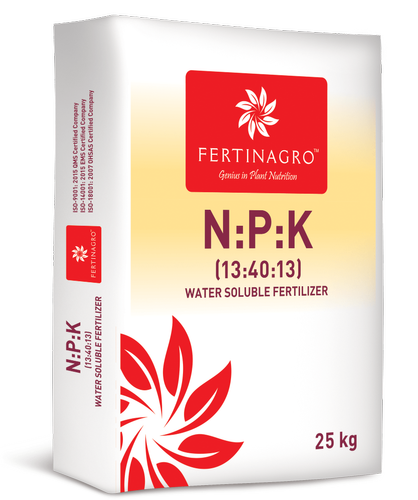 FERTINAGRO™
Genius in Plant Nutrition
N:P:K
(13:40:13)
WATER SOLUBLE FERTILIZER
25 kg
ISO-9001: 2015 QMS Certified Company
ISO-14001: 2015 EMS Certified Company
ISO-18001: 2007 OHSAS Certified Company
FERTINAGRO
N:P:K
(13:40:13)
WATER SOLUBLE FERTILIZER